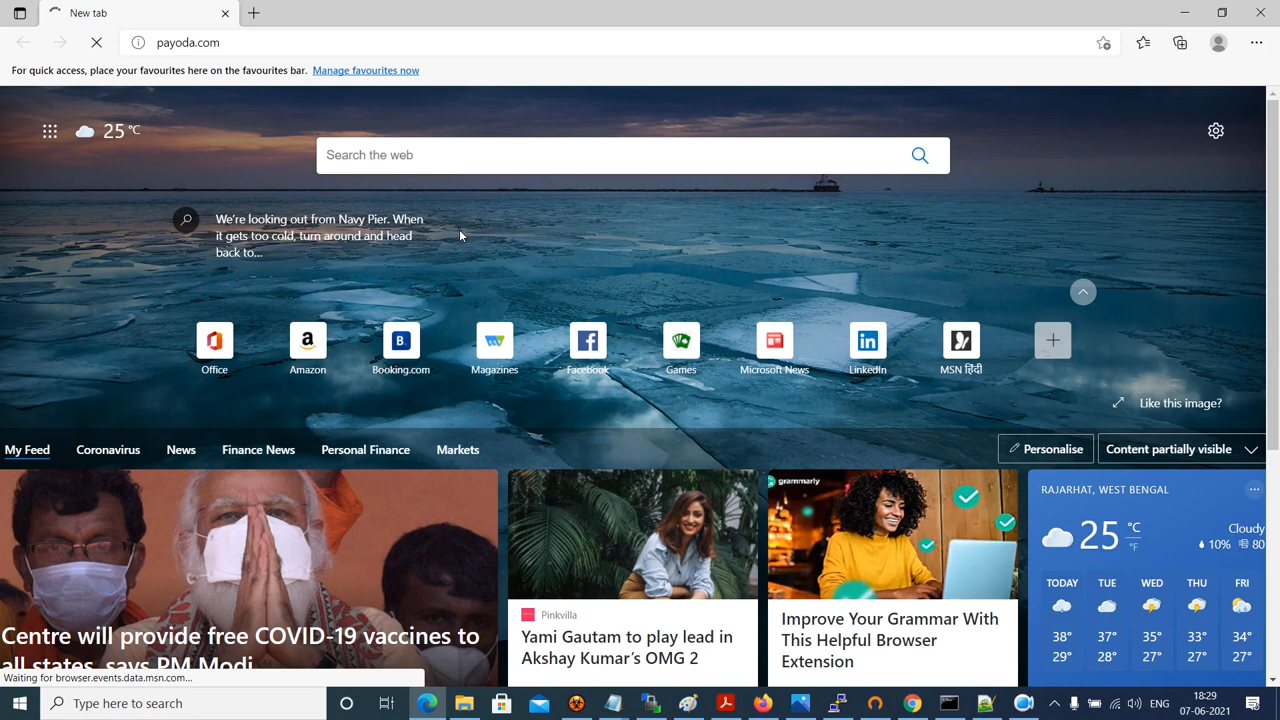 New tab
payoda.com
For quick access, place your favourites here on the favourites bar. Manage favourites now
25 °C
Search the web
We're looking out from Navy Pier. When
it gets too cold, turn around and head
back to...
Office
Amazon
Booking.com
Magazines
Facebook
Games
Microsoft News
LinkedIn
MSN हिंदी
Like this image?
My Feed
Coronavirus
News
Finance News
Personal Finance
Markets
Personalise
Content partially visible
Centre will provide free COVID-19 vaccines to
all states, says PM Modi
Pinkvilla
Yami Gautam to play lead in
Akshay Kumar's OMG 2
grammarly
Improve Your Grammar With
This Helpful Browser
Extension
RAJARHAT, WEST BENGAL
25 °C
°F
Cloudy
10% 80
TODAY TUE WED THU FRI
38° 37° 35° 33° 34°
29° 28° 27° 27° 27°
Waiting for browser.events.data.msn.com...
Type here to search
ENG
18:29
07-06-2021